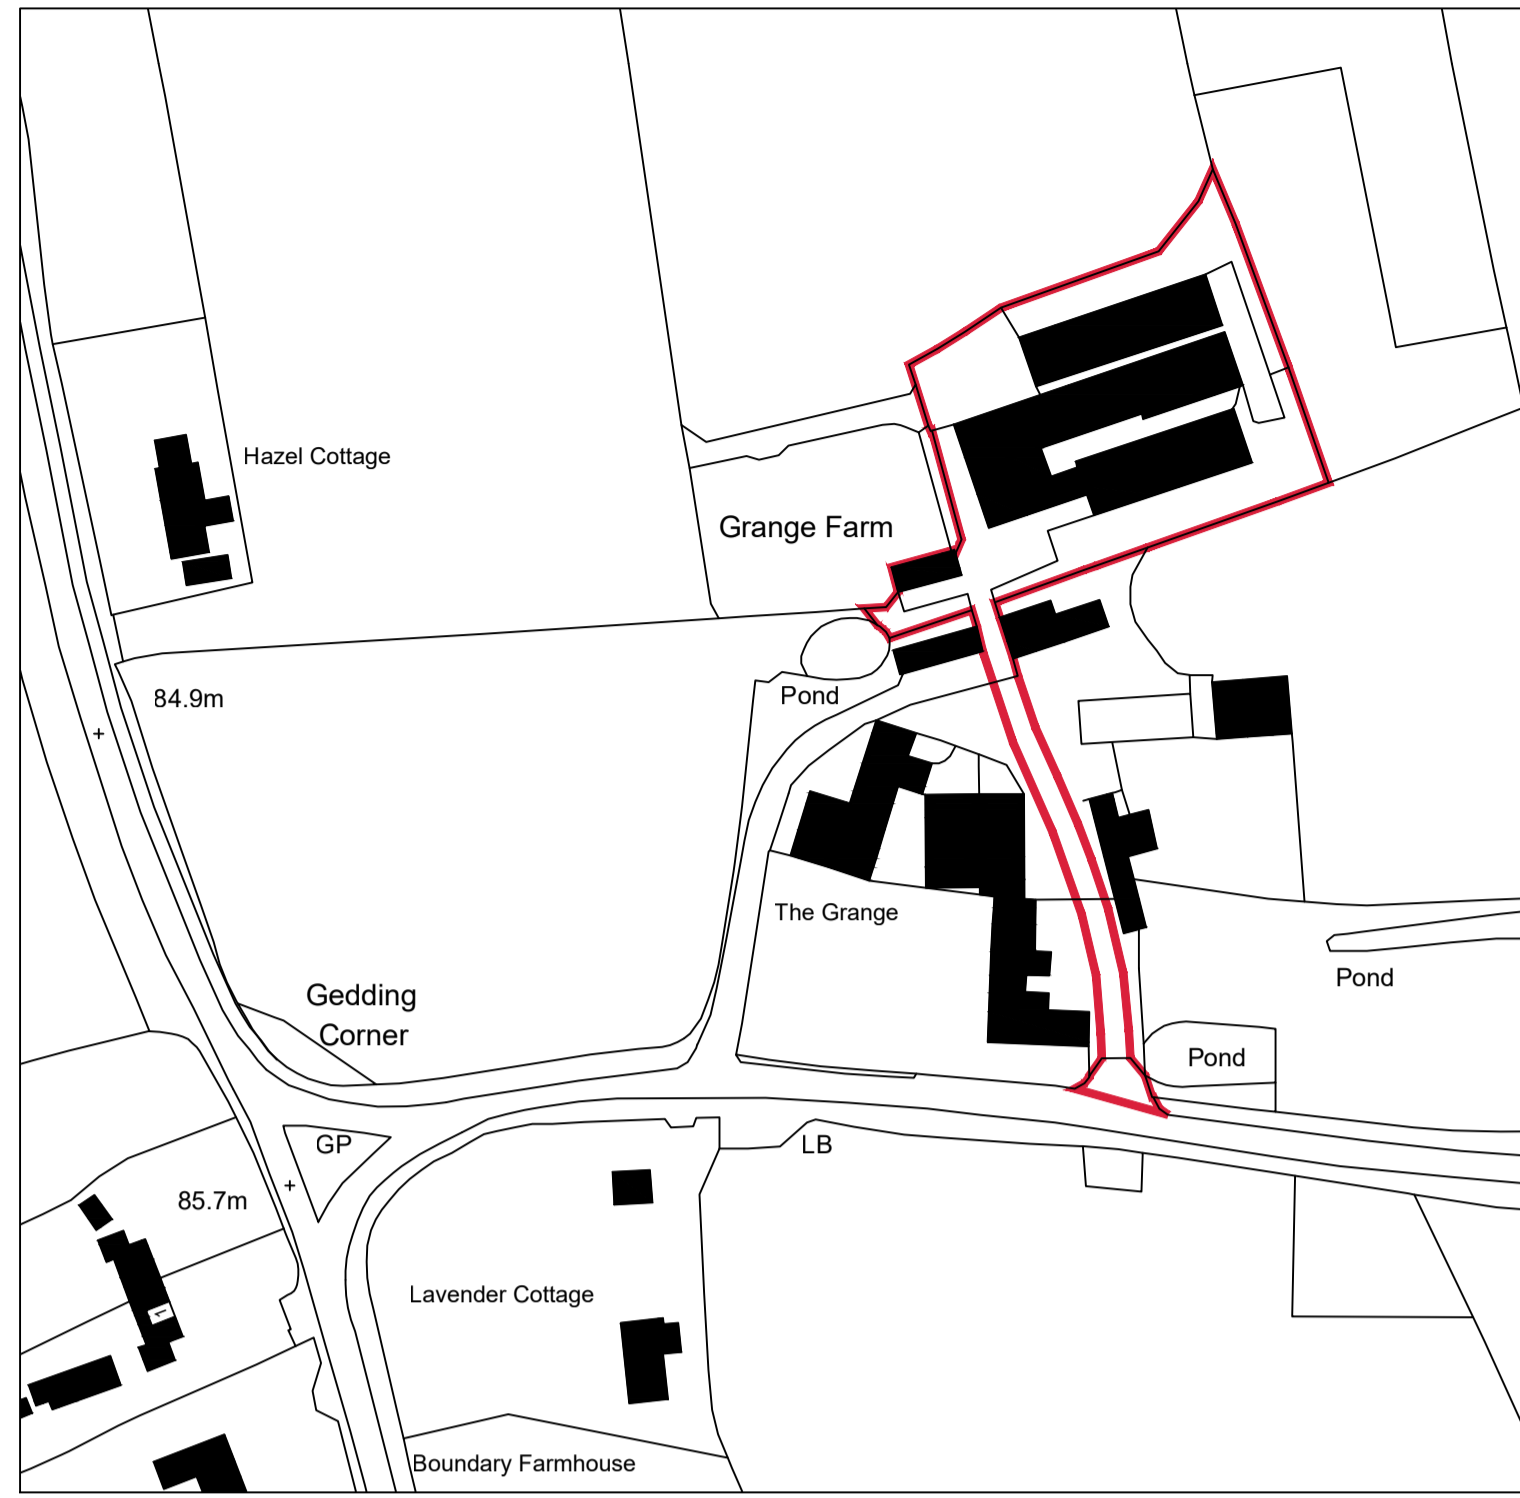 Hazel Cottage
Grange Farm
84.9m
Pond
The Grange
Pond
Gedding
Corner
Pond
GP
LB
85.7m
Lavender Cottage
1
Boundary Farmhouse